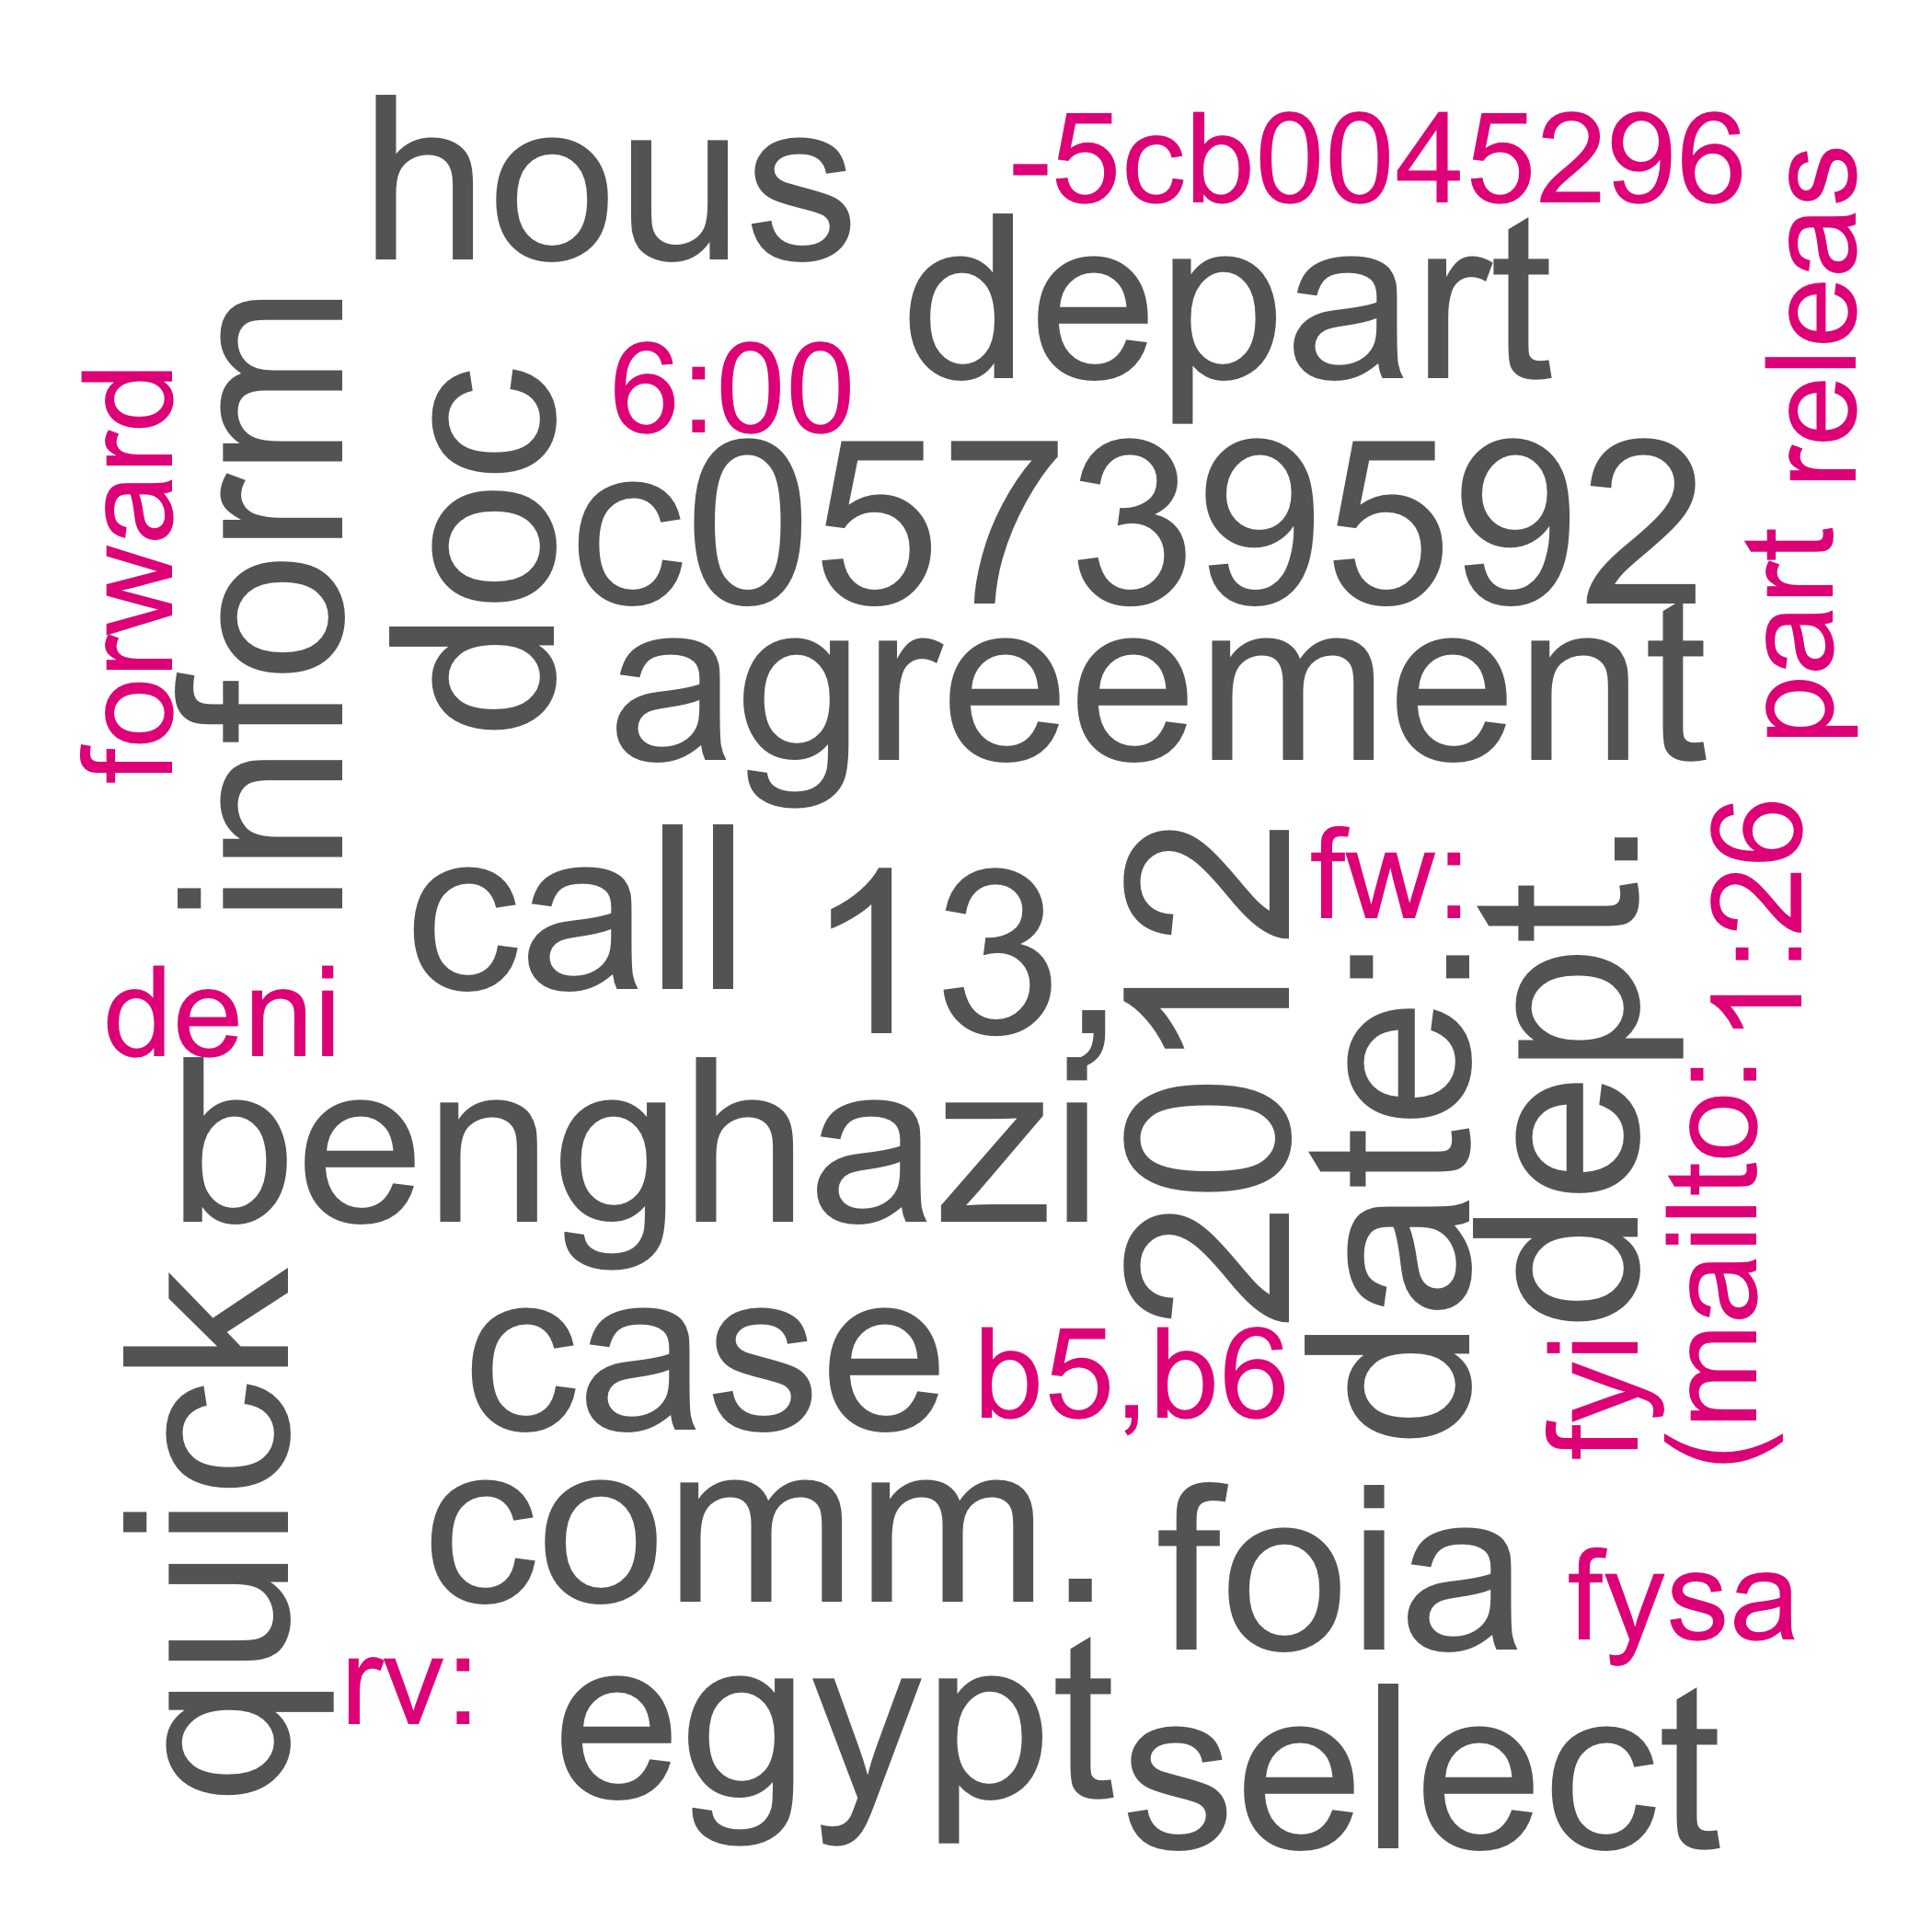 hous
-5cb0045296
depart
part releas
inform
forward
doc
6:00
c05739592
agreement
call
13,
2012
fw:
dept.
date:
1:26
deni
benghazi
(mailto:
quick
case
b5,b6
fyi
comm.
foia
fysa
rv:
egypt
select